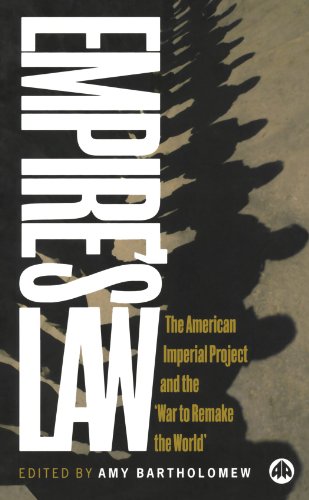 EMPIRE'S
LAW
The American
Imperial Project
and the
'War to Remake
the World'
EDITED BY AMY BARTHOLOMEW